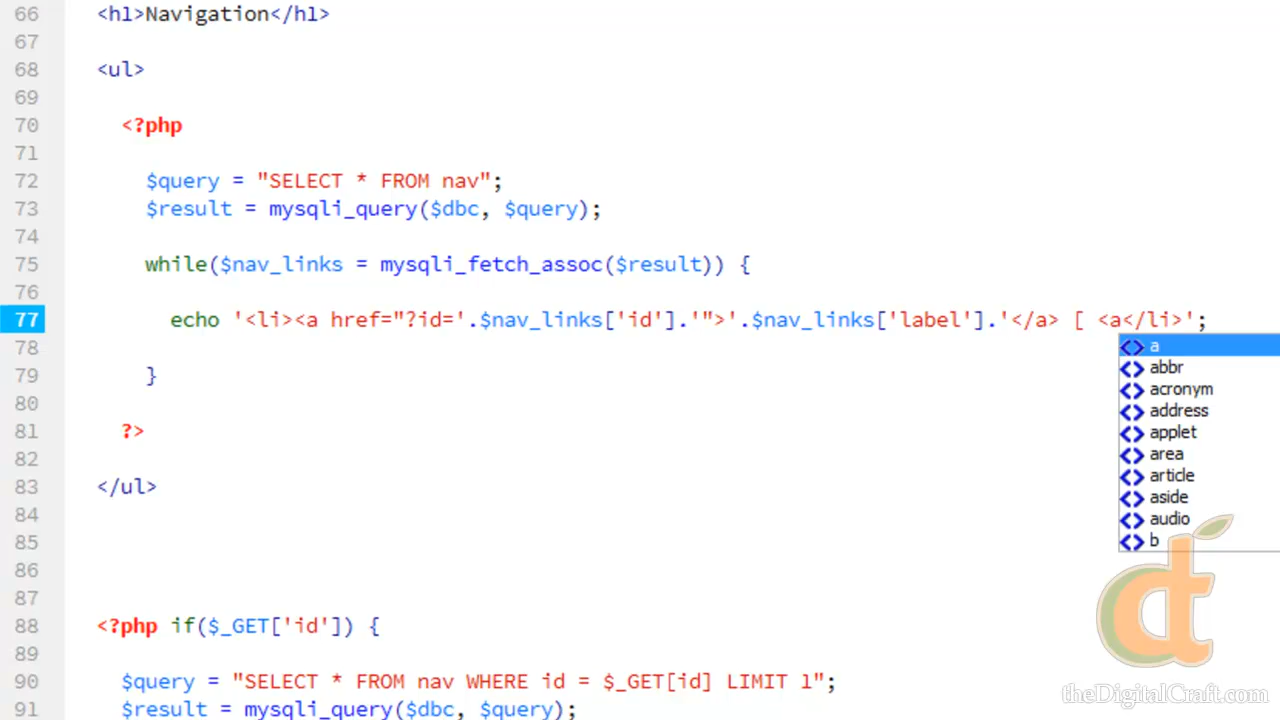 66 <h1>Navigation</h1>
67
68 <ul>
69
70 <?php
71
72 $query = "SELECT * FROM nav";
73 $result = mysqli_query($dbc, $query);
74
75 while($nav_links = mysqli_fetch_assoc($result)) {
76
77 echo '<li><a href="?id='.$nav_links['id'].'">'.$nav_links['label'].'</a> [ <a</li>';
78
79 }
80
81 ?>
82
83 </ul>
84
85
86
87
88 <?php if($_GET['id']) {
89
90 $query = "SELECT * FROM nav WHERE id = $_GET[id] LIMIT 1";
91 $result = mysqli_query($dbc, $query);
a
abbr
acronym
address
applet
area
article
aside
audio
b
dt
theDigitalCraft.com